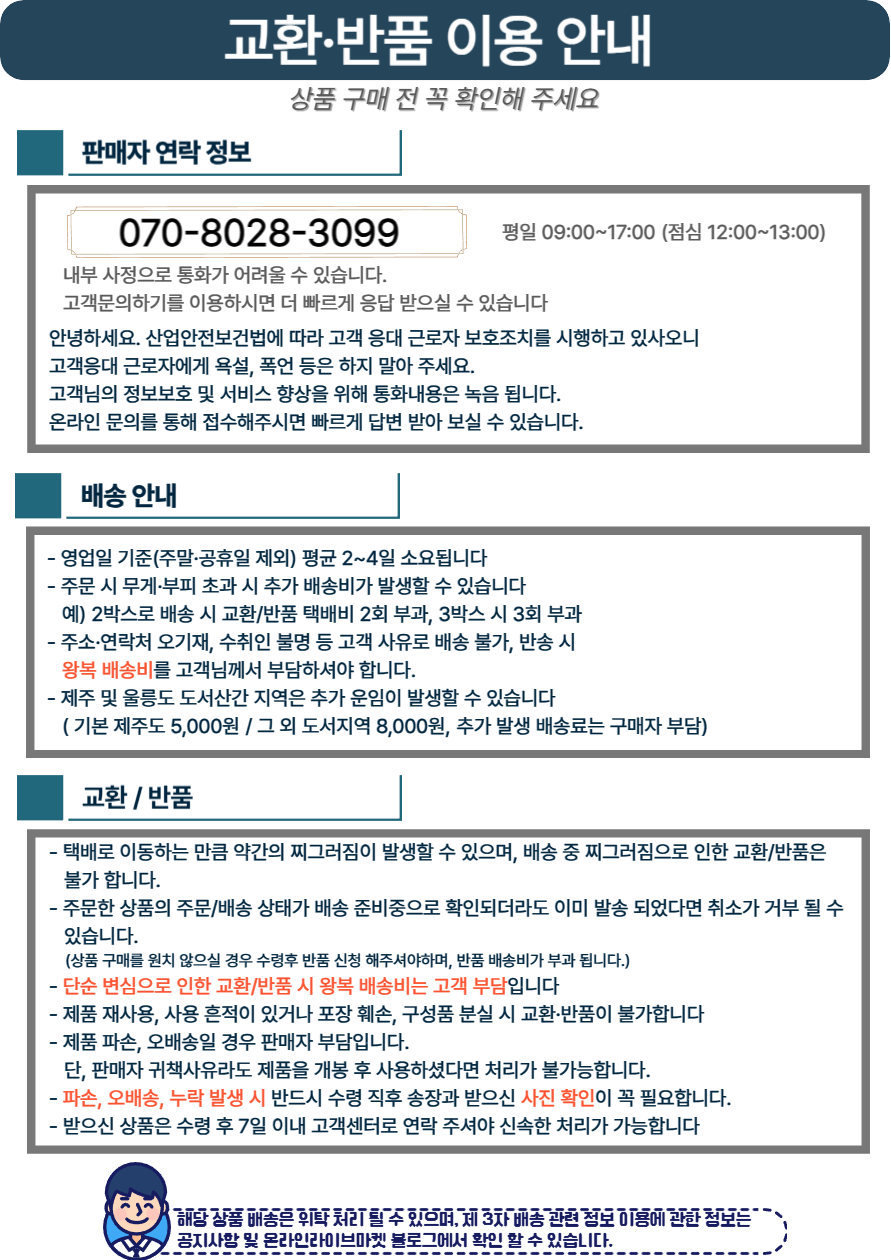 교환·반품 이용 안내
상품 구매 전 꼭 확인해 주세요
판매자 연락 정보
070-8028-3099
평일 09:00~17:00 (점심 12:00~13:00)
내부 사정으로 통화가 어려울 수 있습니다.
고객문의하기를 이용하시면 더 빠르게 응답 받으실 수 있습니다
안녕하세요. 산업안전보건법에 따라 고객 응대 근로자 보호조치를 시행하고 있사오니
고객응대 근로자에게 욕설, 폭언 등은 하지 말아 주세요.
고객님의 정보보호 및 서비스 향상을 위해 통화내용은 녹음 됩니다.
온라인 문의를 통해 접수해주시면 빠르게 답변 받아 보실 수 있습니다.
배송 안내
- 영업일 기준(주말·공휴일 제외) 평균 2~4일 소요됩니다
- 주문 시 무게·부피 초과 시 추가 배송비가 발생할 수 있습니다
예) 2박스로 배송 시 교환/반품 택배비 2회 부과, 3박스 시 3회 부과
- 주소·연락처 오기재, 수취인 불명 등 고객 사유로 배송 불가, 반송 시
왕복 배송비를 고객님께서 부담하셔야 합니다.
- 제주 및 울릉도 도서산간 지역은 추가 운임이 발생할 수 있습니다
( 기본 제주도 5,000원 / 그 외 도서지역 8,000원, 추가 발생 배송료는 구매자 부담)
교환 / 반품
- 택배로 이동하는 만큼 약간의 찌그러짐이 발생할 수 있으며, 배송 중 찌그러짐으로 인한 교환/반품은
불가 합니다.
- 주문한 상품의 주문/배송 상태가 배송 준비중으로 확인되더라도 이미 발송 되었다면 취소가 거부 될 수
있습니다.
(상품 구매를 원치 않으실 경우 수령후 반품 신청 해주셔야하며, 반품 배송비가 부과 됩니다.)
- 단순 변심으로 인한 교환/반품 시 왕복 배송비는 고객 부담입니다
- 제품 재사용, 사용 흔적이 있거나 포장 훼손, 구성품 분실 시 교환·반품이 불가합니다
- 제품 파손, 오배송일 경우 판매자 부담입니다.
단, 판매자 귀책사유라도 제품을 개봉 후 사용하셨다면 처리가 불가능합니다.
- 파손, 오배송, 누락 발생 시 반드시 수령 직후 송장과 받으신 사진 확인이 꼭 필요합니다.
- 받으신 상품은 수령 후 7일 이내 고객센터로 연락 주셔야 신속한 처리가 가능합니다
해당 상품 배송은 위탁 처리 될 수 있으며, 제 3자 배송 관련 정보 이용에 관한 정보는
공지사항 및 온라인라이브마켓 블로그에서 확인 할 수 있습니다.